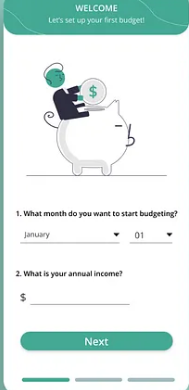 WELCOME
Let's set up your first budget!
$
1. What month do you want to start budgeting?
January
01
2. What is your annual income?
$
Next